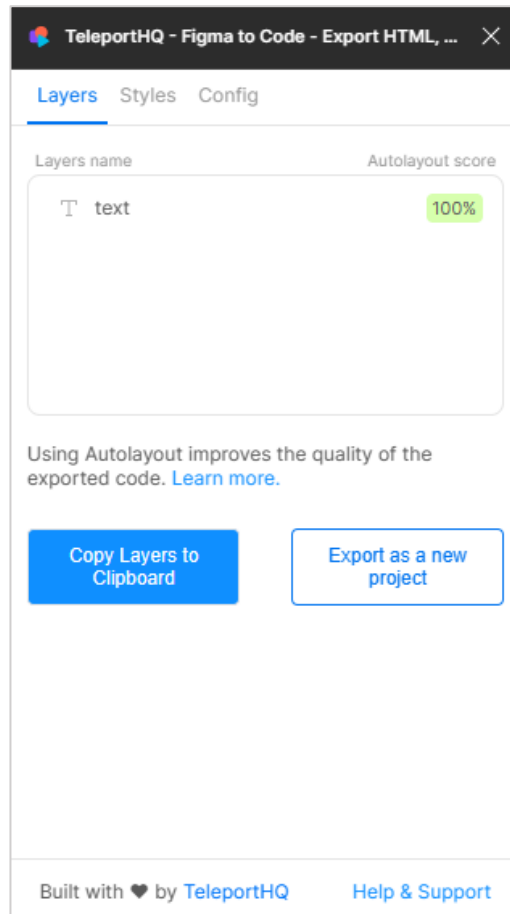 TeleportHQ - Figma to Code - Export HTML, ...
Layers Styles Config
Layers name Autolayout score
text 100%
Using Autolayout improves the quality of the
exported code. Learn more.
Copy Layers to
Clipboard
Export as a new
project
Built with ♥ by TeleportHQ Help & Support